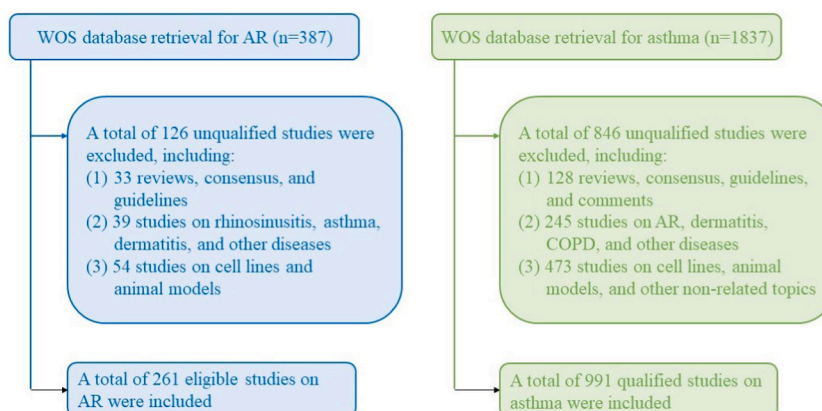 WOS database retrieval for AR (n=387)
A total of 126 unqualified studies were
excluded, including:
(1) 33 reviews, consensus, and
guidelines
(2) 39 studies on rhinosinusitis, asthma,
dermatitis, and other diseases
(3) 54 studies on cell lines and
animal models
A total of 261 eligible studies on
AR were included
WOS database retrieval for asthma (n=1837)
A total of 846 unqualified studies were
excluded, including:
(1) 128 reviews, consensus, guidelines,
and comments
(2) 245 studies on AR, dermatitis,
COPD, and other diseases
(3) 473 studies on cell lines, animal
models, and other non-related topics
A total of 991 qualified studies on
asthma were included